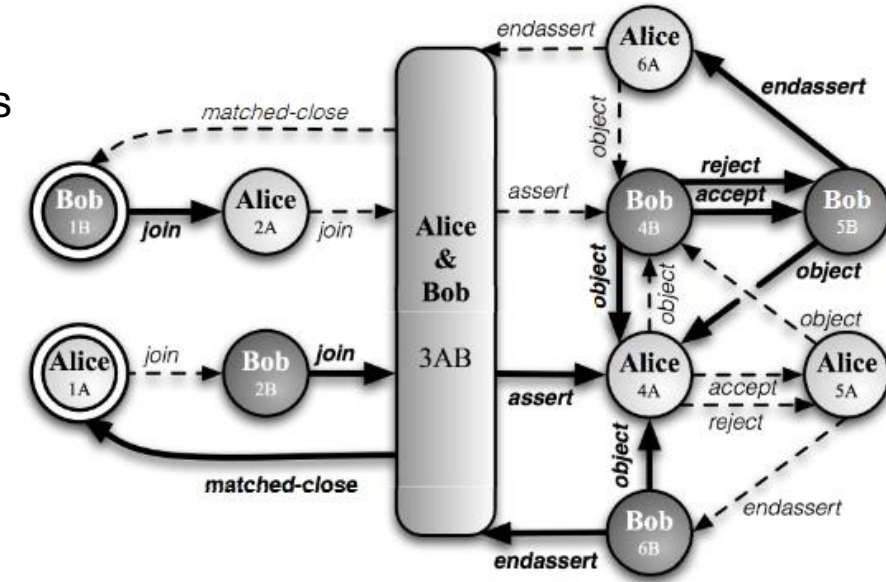 s
endassert
Alice
6A
endassert
matched-close
object
reject
accept
Bob
1B
join
Alice
2A
join
Alice
&
Bob
3AB
assert
Bob
4B
Bob
5B
object
object
object
object
Alice
1A
join
Bob
2B
join
assert
Alice
4A
accept
reject
Alice
5A
matched-close
object
endassert
Bob
6B
endassert